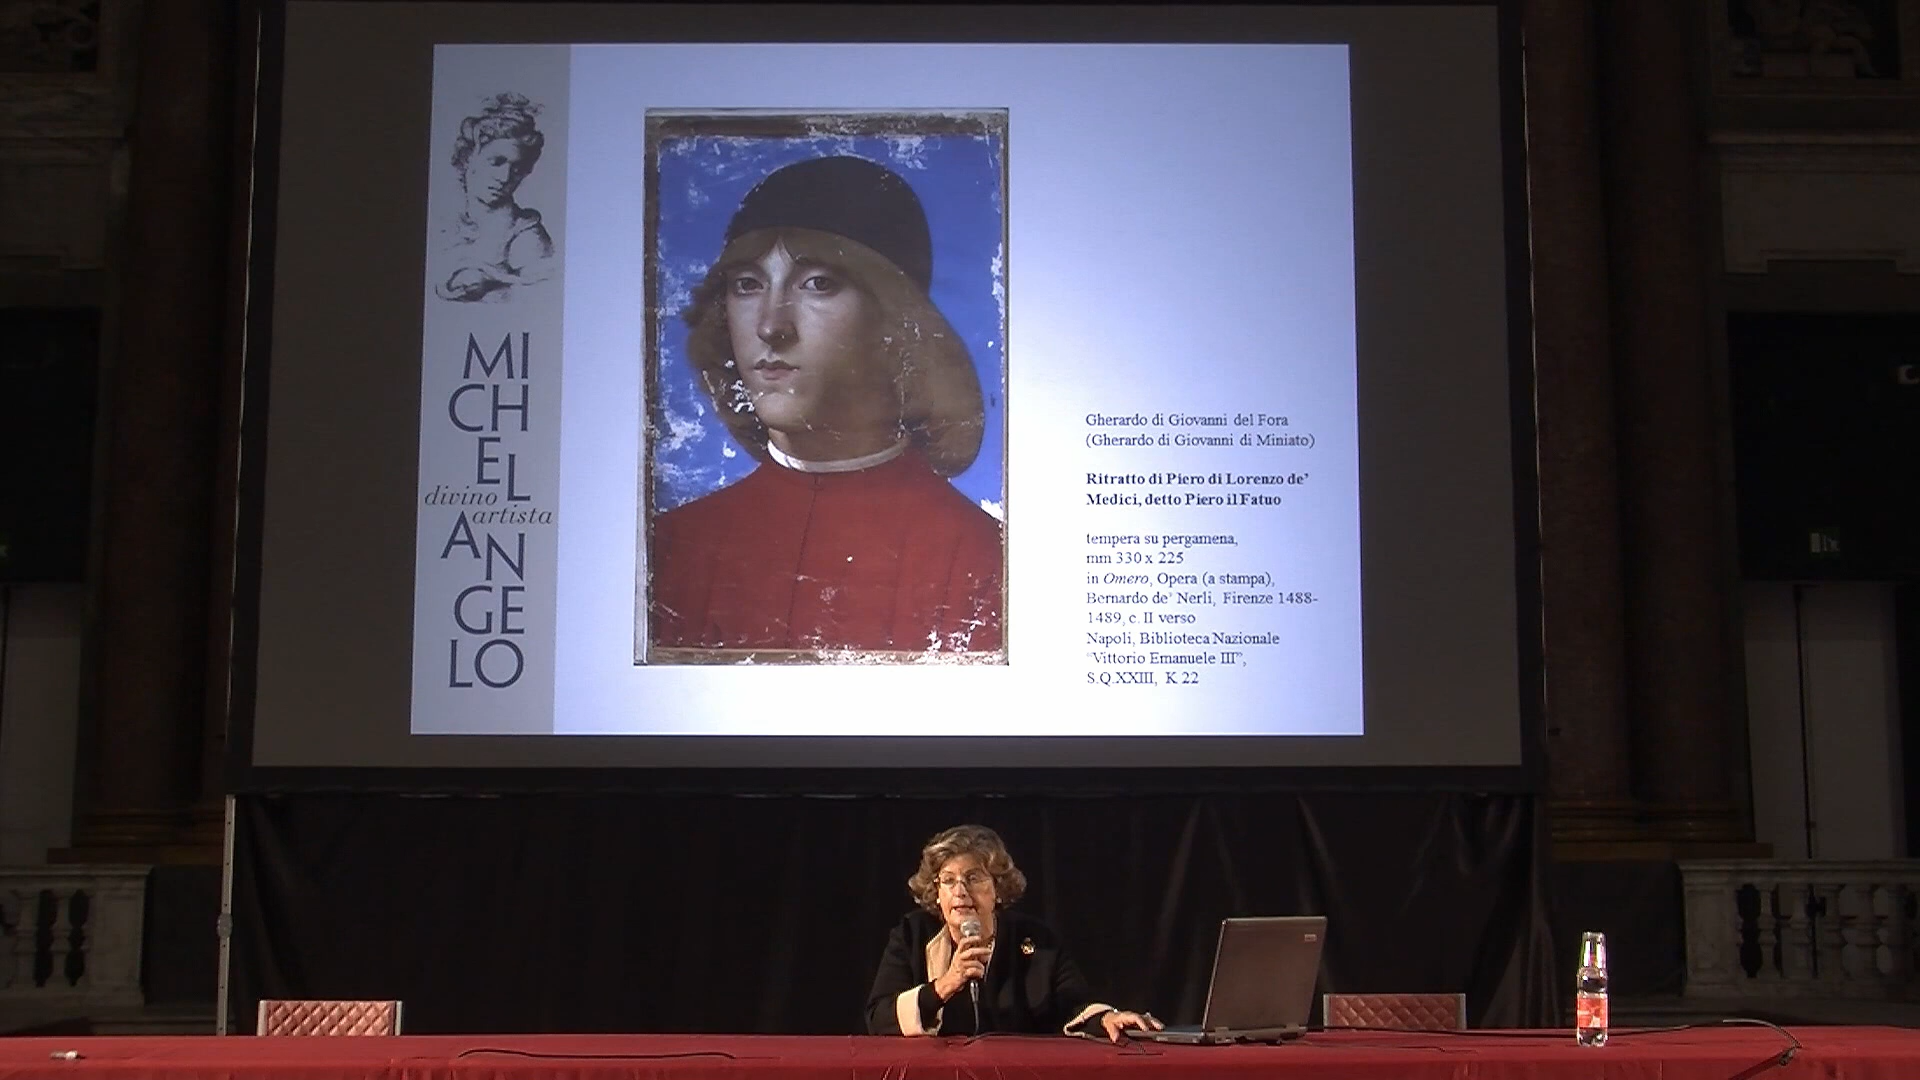 MI
CH
EL
divino
artista
AN
GE
LO
Gherardo di Giovanni del Fora
(Gherardo di Giovanni di Miniato)
Ritratto di Piero di Lorenzo de’
Medici, detto Piero il Fatuo
tempera su pergamena,
mm 330 x 225
in Omero, Opera (a stampa),
Bernardo de’ Nerli, Firenze 1488-
1489, c. II verso
Napoli, Biblioteca Nazionale
“Vittorio Emanuele III”,
S.Q.XXIII, K 22